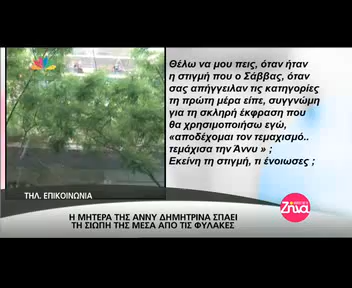 Θέλω να μου πεις, όταν ήταν
η στιγμή που ο Σάββας, όταν
σας απήγγειλαν τις κατηγορίες
τη πρώτη μέρα είπε, συγγνώμη
για τη σκληρή έκφραση που
θα χρησιμοποιήσω εγώ,
«αποδέχομαι τον τεμαχισμό..
τεμάχισα την Άννυ » ;
Εκείνη τη στιγμή, τι ένοιωσες ;
ΤΗΛ. ΕΠΙΚΟΙΝΩΝΙΑ
Η ΜΗΤΕΡΑ ΤΗΣ ΑΝΝΥ ΔΗΜΗΤΡΙΝΑ ΣΠΑΕΙ
ΤΗ ΣΙΩΠΗ ΤΗΣ ΜΕΣΑ ΑΠΟ ΤΙΣ ΦΥΛΑΚΕΣ
Ζήνα